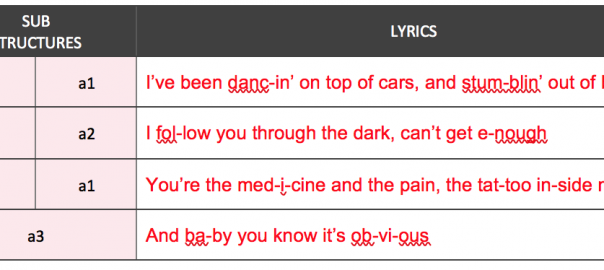 SUB
TRUCTURES
LYRICS
a1 I've been danc-in' on top of cars, and stum-blin' out of
a2 I fol-low you through the dark, can't get e-nough
a1 You're the med-i-cine and the pain, the tat-too in-side
a3 And ba-by you know it's ob-vi-ous